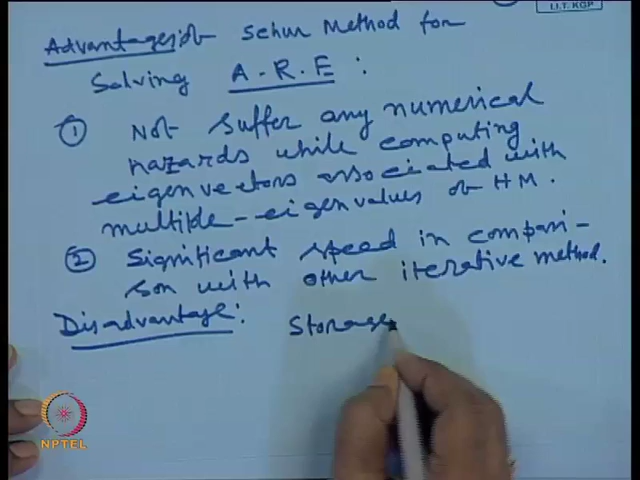 I.I.T. KGP
Advantages of Schur Method for
Solving A.R.E :
① Not suffer any numerical
hazards while computing
eigenvectors associated with
multiple-eigenvalues of HM.
② Significant speed in compari-
son with other iterative method.
Disadvantage: Storage
NPTEL